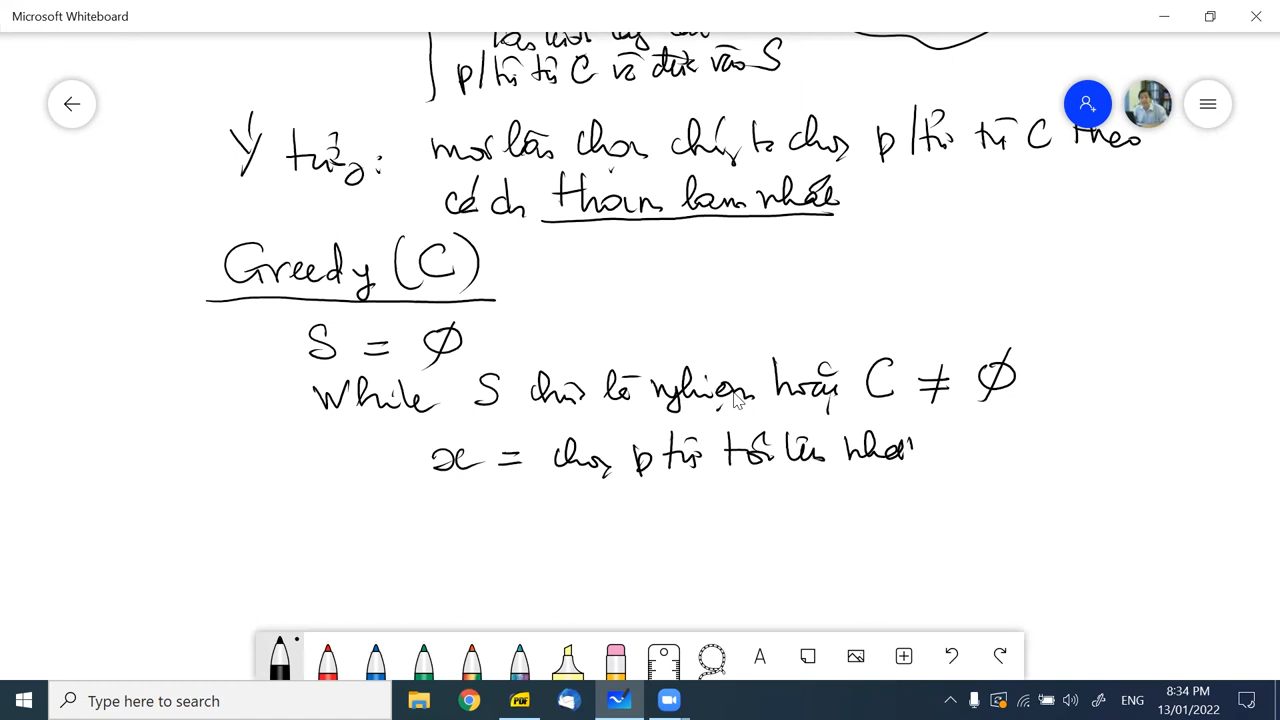 Microsoft Whiteboard
p/tử từ C và đưa vào S
Ý tưởng: mỗi lần chọn chúng ta chọn p/tử từ C theo
cách tham lam nhất
Greedy (C)
S = ∅
While S chưa là nghiệm hoặc C ≠ ∅
x = chọn p tử tốt nhất
Type here to search
ENG
8:34 PM
13/01/2022